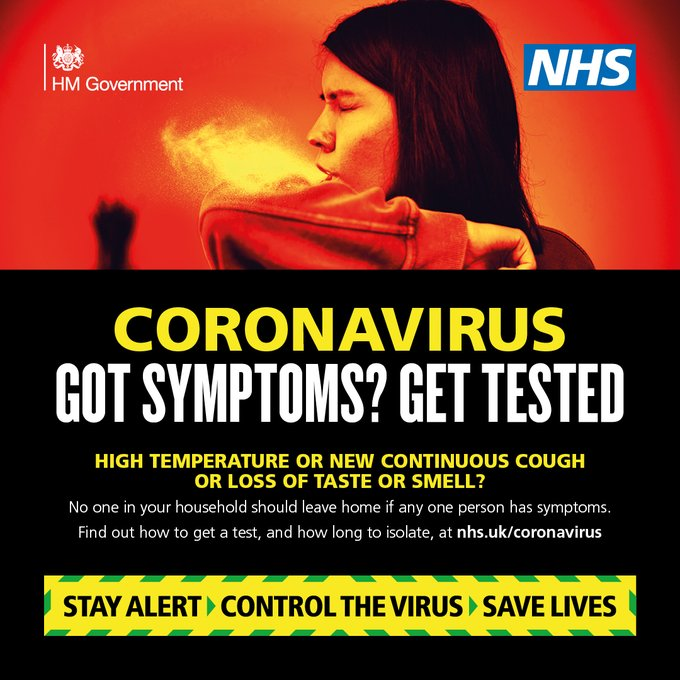 HM Government
NHS
CORONAVIRUS
GOT SYMPTOMS? GET TESTED
HIGH TEMPERATURE OR NEW CONTINUOUS COUGH
OR LOSS OF TASTE OR SMELL?
No one in your household should leave home if any one person has symptoms.
Find out how to get a test, and how long to isolate, at nhs.uk/coronavirus
STAY ALERT CONTROL THE VIRUS SAVE LIVES